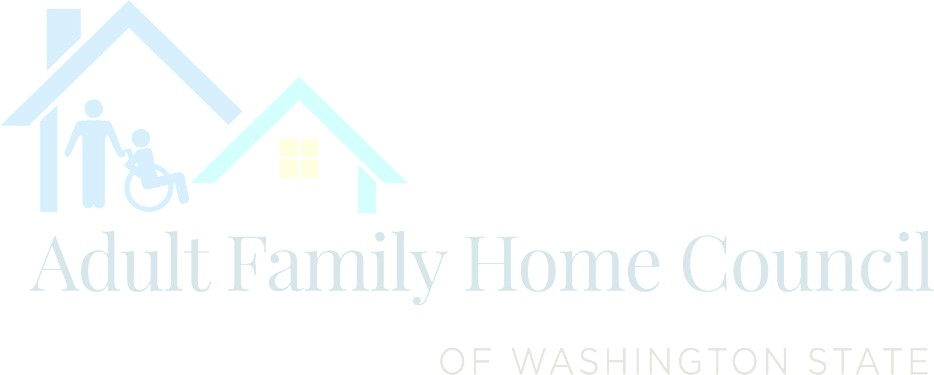 Adult Family Home Council
OF WASHINGTON STATE